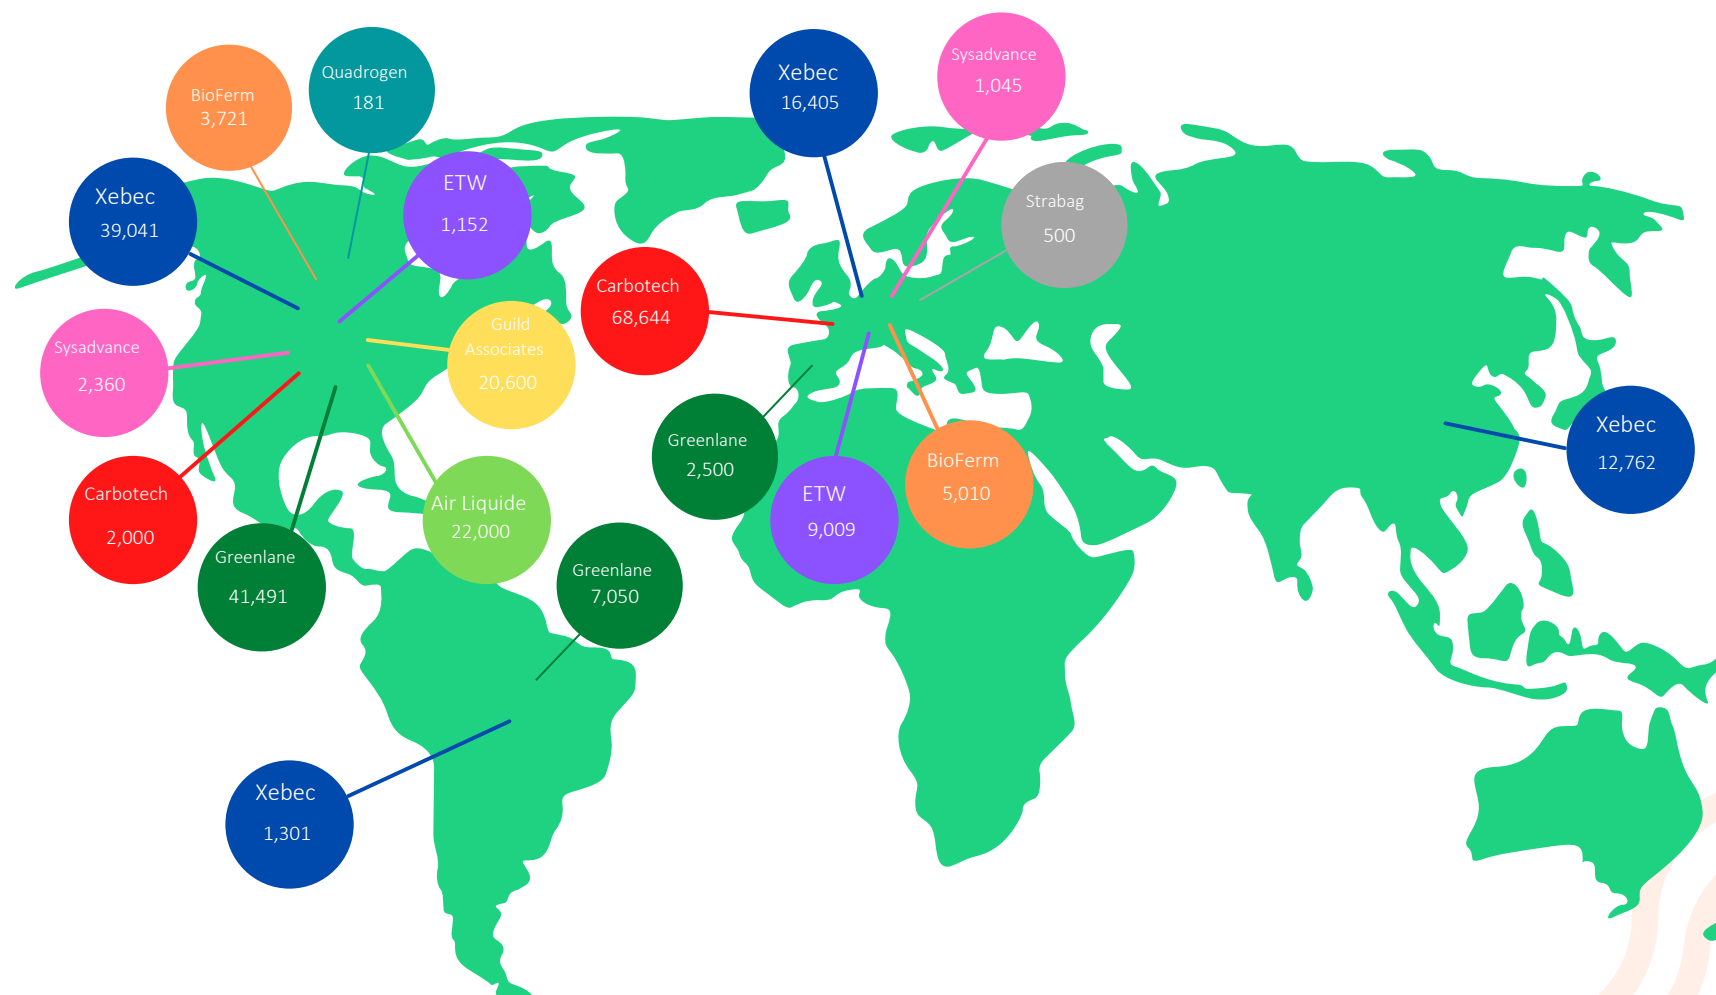 BioFerm
3,721
Quadrogen
181
Xebec
39,041
ETW
1,152
Sysadvance
2,360
Guild
Associates
20,600
Carbotech
2,000
Greenlane
41,491
Air Liquide
22,000
Greenlane
7,050
Xebec
1,301
Xebec
16,405
Sysadvance
1,045
Strabag
500
Carbotech
68,644
Greenlane
2,500
ETW
9,009
BioFerm
5,010
Xebec
12,762